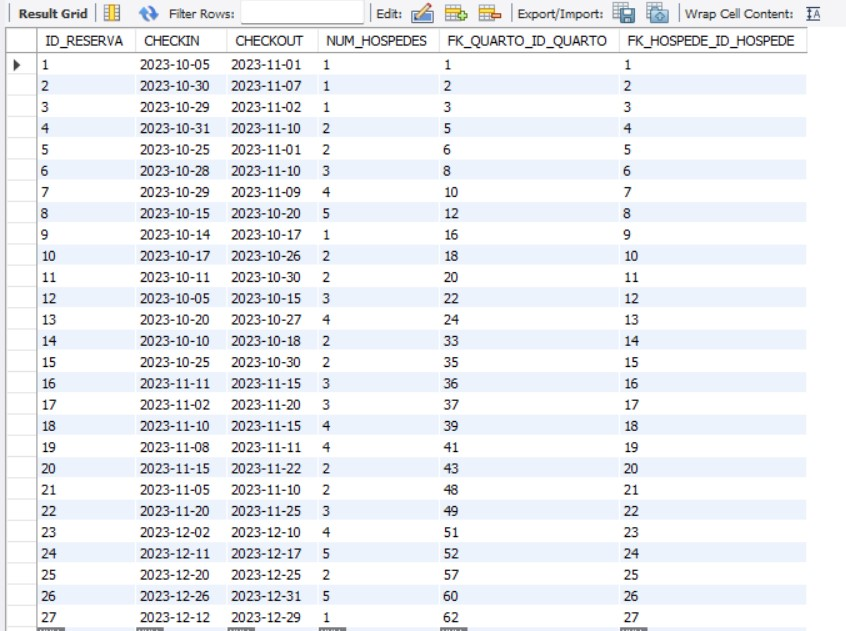 Result Grid Filter Rows: Edit: Export/Import: Wrap Cell Content:
ID_RESERVA CHECKIN CHECKOUT NUM_HOSPEDES FK_QUARTO_ID_QUARTO FK_HOSPEDE_ID_HOSPEDE
1 2023-10-05 2023-11-01 1 1 1
2 2023-10-30 2023-11-07 1 2 2
3 2023-10-29 2023-11-02 1 3 3
4 2023-10-31 2023-11-10 2 5 4
5 2023-10-25 2023-11-01 2 6 5
6 2023-10-28 2023-11-10 3 8 6
7 2023-10-29 2023-11-09 4 10 7
8 2023-10-15 2023-10-20 5 12 8
9 2023-10-14 2023-10-17 1 16 9
10 2023-10-17 2023-10-26 2 18 10
11 2023-10-11 2023-10-30 2 20 11
12 2023-10-05 2023-10-15 3 22 12
13 2023-10-20 2023-10-27 4 24 13
14 2023-10-10 2023-10-18 2 33 14
15 2023-10-25 2023-10-30 2 35 15
16 2023-11-11 2023-11-15 3 36 16
17 2023-11-02 2023-11-20 3 37 17
18 2023-11-10 2023-11-15 4 39 18
19 2023-11-08 2023-11-11 4 41 19
20 2023-11-15 2023-11-22 2 43 20
21 2023-11-05 2023-11-10 2 48 21
22 2023-11-20 2023-11-25 3 49 22
23 2023-12-02 2023-12-10 4 51 23
24 2023-12-11 2023-12-17 5 52 24
25 2023-12-20 2023-12-25 2 57 25
26 2023-12-26 2023-12-31 5 60 26
27 2023-12-12 2023-12-29 1 62 27